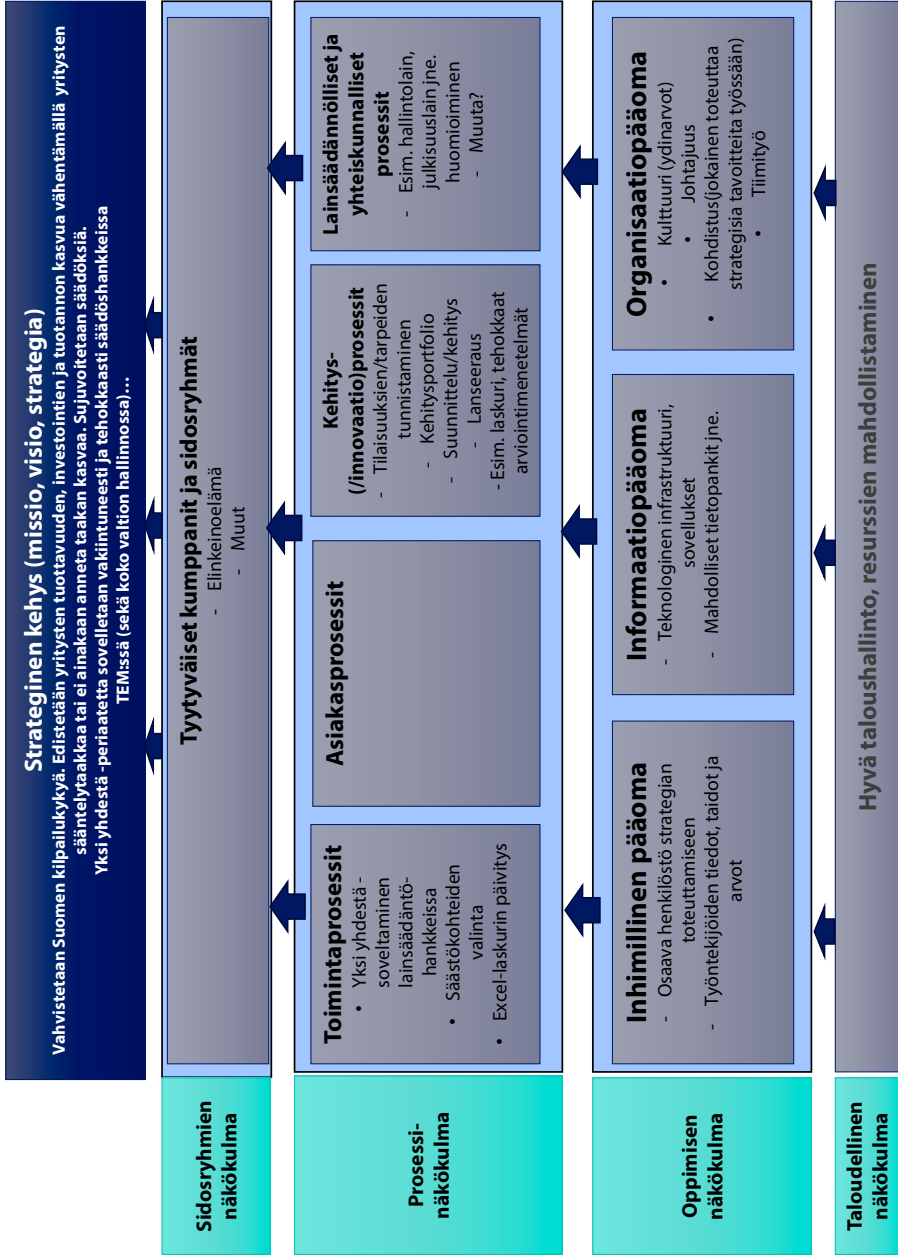 Strateginen kehys (missio, visio, strategia)
Vahvistetaan Suomen kilpailukykyä. Edistetään yritysten tuottavuuden, investointien ja tuotannon kasvua vähentämällä yritysten
sääntelytaakkaa tai ei ainakaan anneta taakan kasvaa. Sujuvoitetaan säädöksiä.
Yksi yhdestä -periaatetta sovelletaan vakiintuneesti ja tehokkaasti säädöshankkeissa
TEM:ssä (sekä koko valtion hallinnossa)...
Sidosryhmien
näkökulma
Tyytyväiset kumppanit ja sidosryhmät
- Elinkeinoelämä
- Muut
Prosessi-
näkökulma
Toimintaprosessit
• Yksi yhdestä -
soveltaminen
lainsäädäntö-
hankkeissa
• Säästökohteiden
valinta
• Excel-laskurin päivitys
Asiakasprosessit
Kehitys-
(/innovaatio)prosessit
- Tilaisuuksien/tarpeiden
tunnistaminen
- Kehitysportfolio
- Suunnittelu/kehitys
- Lanseeraus
- Esim. laskuri, tehokkaat
arviointimenetelmät
Lainsäädännölliset ja
yhteiskunnalliset
prosessit
- Esim. hallintolain,
julkisuuslain jne.
huomioiminen
- Muuta?
Oppimisen
näkökulma
Inhimillinen pääoma
- Osaava henkilöstö strategian
toteuttamiseen
- Työntekijöiden tiedot, taidot ja
arvot
Informaatiopääoma
- Teknologinen infrastruktuuri,
sovellukset
- Mahdolliset tietopankit jne.
Organisaatiopääoma
• Kulttuuri (ydinarvot)
• Johtajuus
• Kohdistus(jokainen toteuttaa
strategisia tavoitteita työssään)
• Tiimityö
Taloudellinen
näkökulma
Hyvä taloushallinto, resurssien mahdollistaminen